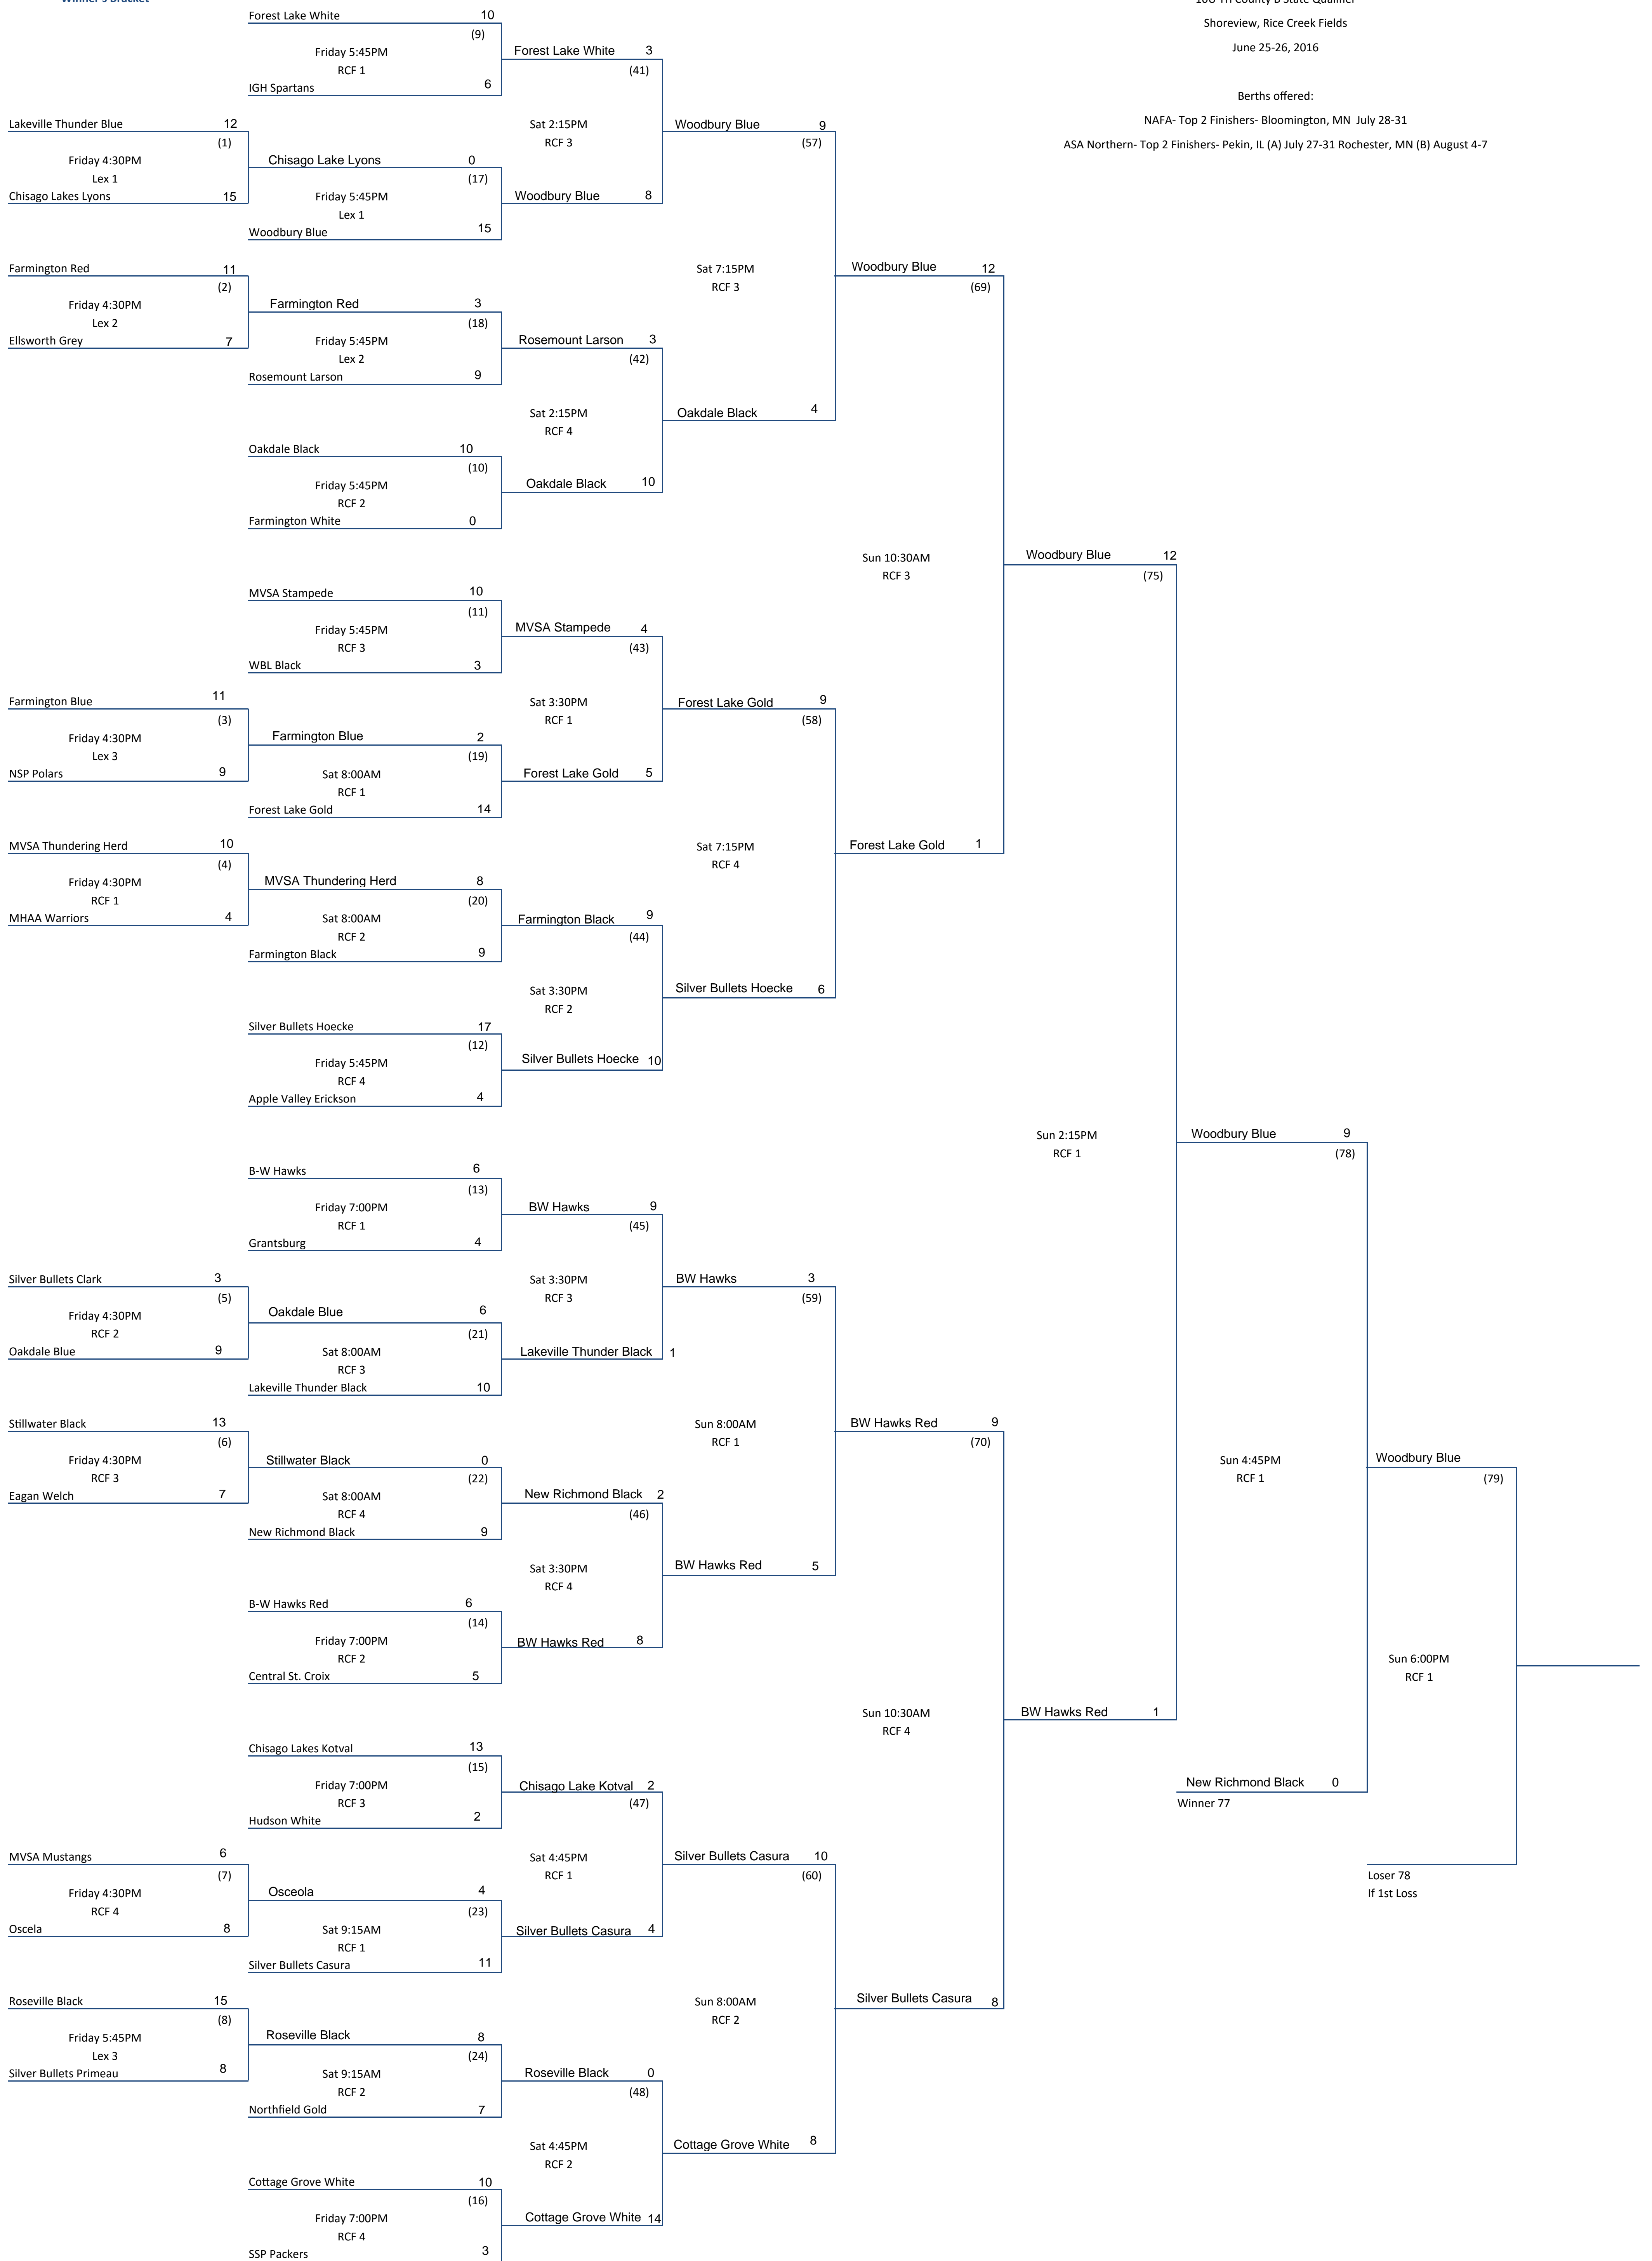 Winner's Bracket
10U Tri County B State Qualifier
Shoreview, Rice Creek Fields
June 25-26, 2016
Berths offered:
NAFA- Top 2 Finishers- Bloomington, MN July 28-31
ASA Northern- Top 2 Finishers- Pekin, IL (A) July 27-31 Rochester, MN (B) August 4-7
Lakeville Thunder Blue 12
(1)
Friday 4:30PM
Lex 1
Chisago Lakes Lyons 15
Farmington Red 11
(2)
Friday 4:30PM
Lex 2
Ellsworth Grey 7
Farmington Blue 11
(3)
Friday 4:30PM
Lex 3
NSP Polars 9
MVSA Thundering Herd 10
(4)
Friday 4:30PM
RCF 1
MHAA Warriors 4
Silver Bullets Clark 3
(5)
Friday 4:30PM
RCF 2
Oakdale Blue 9
Stillwater Black 13
(6)
Friday 4:30PM
RCF 3
Eagan Welch 7
MVSA Mustangs 6
(7)
Friday 4:30PM
RCF 4
Oscela 8
Roseville Black 15
(8)
Friday 5:45PM
Lex 3
Silver Bullets Primeau 8
Forest Lake White 10
(9)
Friday 5:45PM
RCF 1
IGH Spartans 6
Chisago Lake Lyons 0
(17)
Friday 5:45PM
Lex 1
Woodbury Blue 15
Farmington Red 3
(18)
Friday 5:45PM
Lex 2
Rosemount Larson 9
Oakdale Black 10
(10)
Friday 5:45PM
RCF 2
Farmington White 0
MVSA Stampede 10
(11)
Friday 5:45PM
RCF 3
WBL Black 3
Farmington Blue 2
(19)
Sat 8:00AM
RCF 1
Forest Lake Gold 14
MVSA Thundering Herd 8
(20)
Sat 8:00AM
RCF 2
Farmington Black 9
Silver Bullets Hoecke 17
(12)
Friday 5:45PM
RCF 4
Apple Valley Erickson 4
B-W Hawks 6
(13)
Friday 7:00PM
RCF 1
Grantsburg 4
Oakdale Blue 6
(21)
Sat 8:00AM
RCF 3
Lakeville Thunder Black 10
Stillwater Black 0
(22)
Sat 8:00AM
RCF 4
New Richmond Black 9
B-W Hawks Red 6
(14)
Friday 7:00PM
RCF 2
Central St. Croix 5
Chisago Lakes Kotval 13
(15)
Friday 7:00PM
RCF 3
Hudson White 2
Osceola 4
(23)
Sat 9:15AM
RCF 1
Silver Bullets Casura 11
Roseville Black 8
(24)
Sat 9:15AM
RCF 2
Northfield Gold 7
Cottage Grove White 10
(16)
Friday 7:00PM
RCF 4
SSP Packers 3
Forest Lake White 3
(41)
Sat 2:15PM
RCF 3
Woodbury Blue 8
Rosemount Larson 3
(42)
Sat 2:15PM
RCF 4
Oakdale Black 10
MVSA Stampede 4
(43)
Sat 3:30PM
RCF 1
Forest Lake Gold 5
Farmington Black 9
(44)
Sat 3:30PM
RCF 2
Silver Bullets Hoecke 10
BW Hawks 9
(45)
Sat 3:30PM
RCF 3
Lakeville Thunder Black 1
New Richmond Black 2
(46)
Sat 3:30PM
RCF 4
BW Hawks Red 8
Chisago Lake Kotval 2
(47)
Sat 4:45PM
RCF 1
Silver Bullets Casura 4
Roseville Black 0
(48)
Sat 4:45PM
RCF 2
Cottage Grove White 14
Woodbury Blue 9
(57)
Sat 7:15PM
RCF 3
Oakdale Black 4
Forest Lake Gold 9
(58)
Sat 7:15PM
RCF 4
Silver Bullets Hoecke 6
BW Hawks 3
(59)
Sun 8:00AM
RCF 1
BW Hawks Red 5
Silver Bullets Casura 10
(60)
Sun 8:00AM
RCF 2
Cottage Grove White 8
Woodbury Blue 12
(69)
Sun 10:30AM
RCF 3
Forest Lake Gold 1
BW Hawks Red 9
(70)
Sun 10:30AM
RCF 4
Silver Bullets Casura 8
Woodbury Blue 12
(75)
Sun 2:15PM
RCF 1
BW Hawks Red 1
Woodbury Blue 9
(78)
Sun 4:45PM
RCF 1
New Richmond Black 0
Winner 77
Woodbury Blue
(79)
Sun 6:00PM
RCF 1
Loser 78
If 1st Loss